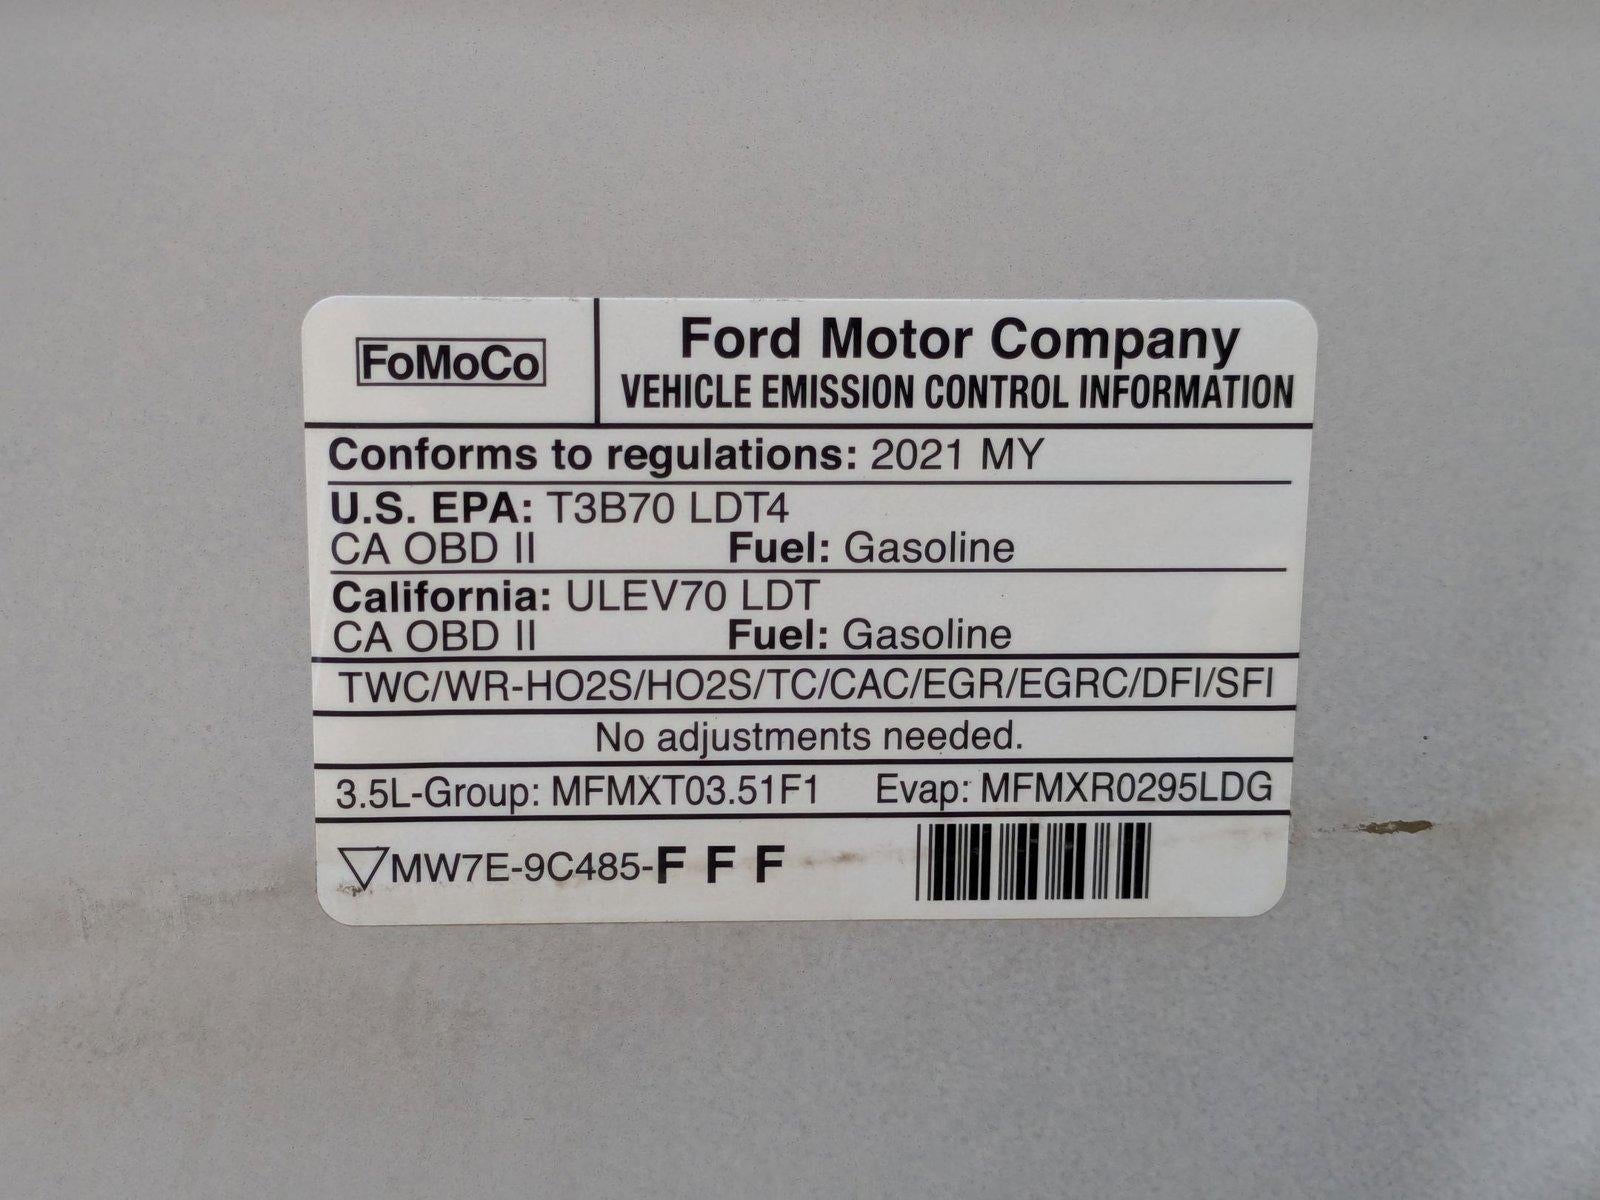 FoMoCo
Ford Motor Company
VEHICLE EMISSION CONTROL INFORMATION
Conforms to regulations: 2021 MY
U.S. EPA: T3B70 LDT4
CA OBD II Fuel: Gasoline
California: ULEV70 LDT
CA OBD II Fuel: Gasoline
TWC/WR-HO2S/HO2S/TC/CAC/EGR/EGRC/DFI/SFI
No adjustments needed.
3.5L-Group: MFMXT03.51F1 Evap: MFMXR0295LDG
▽MW7E-9C485-F F F